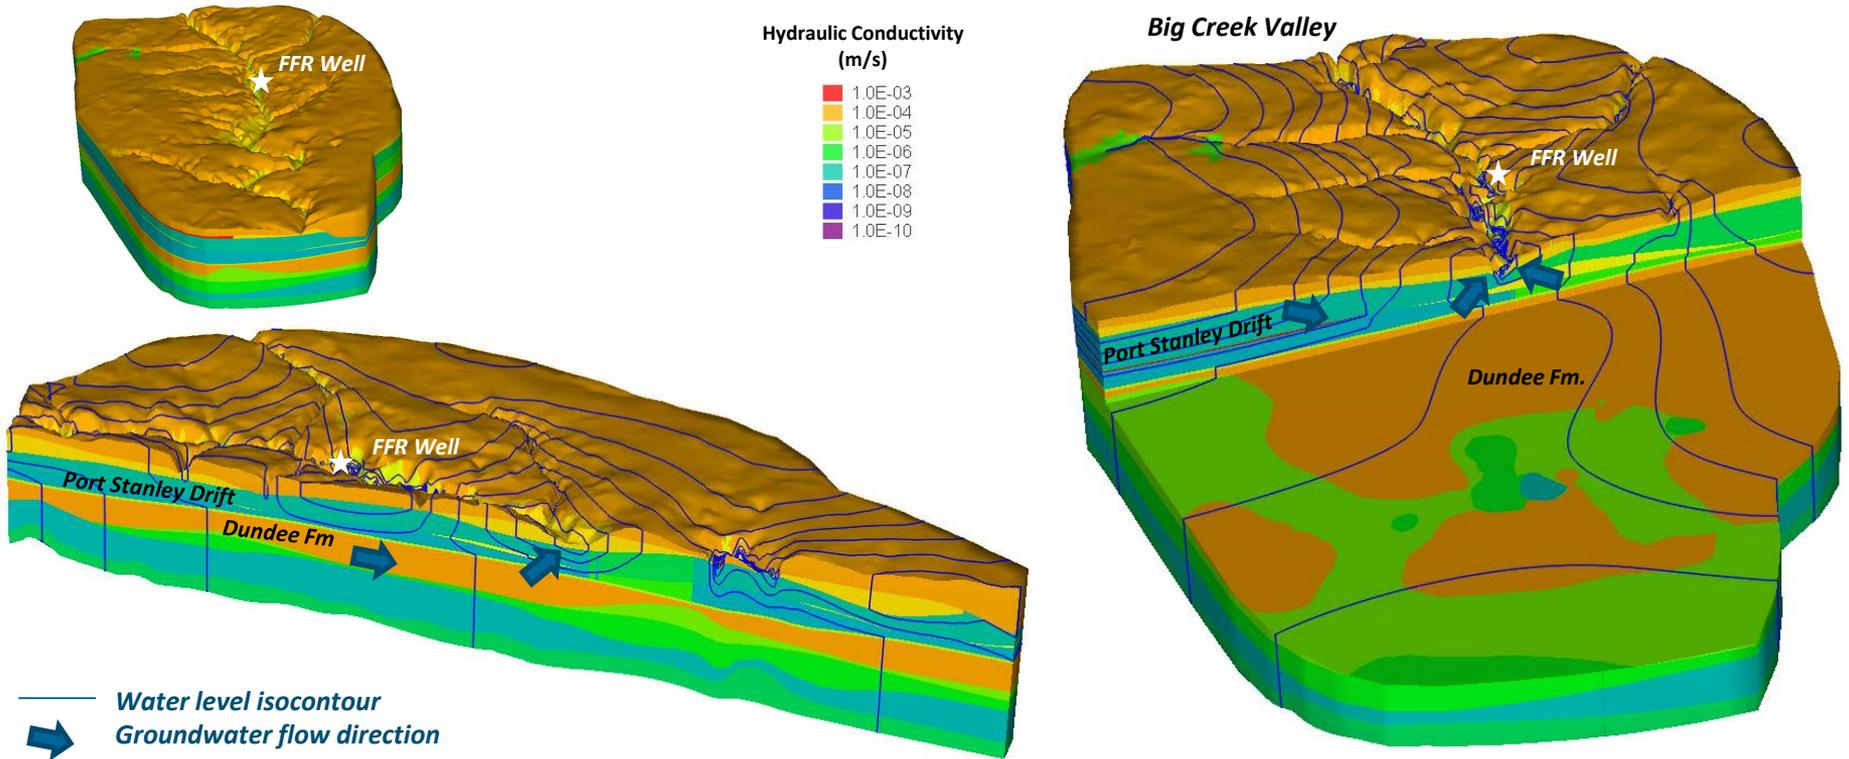 FFR Well
Hydraulic Conductivity
(m/s)
1.0E-03
1.0E-04
1.0E-05
1.0E-06
1.0E-07
1.0E-08
1.0E-09
1.0E-10
Big Creek Valley
FFR Well
Port Stanley Drift
Dundee Fm.
FFR Well
Port Stanley Drift
Dundee Fm
Water level isocontour
Groundwater flow direction